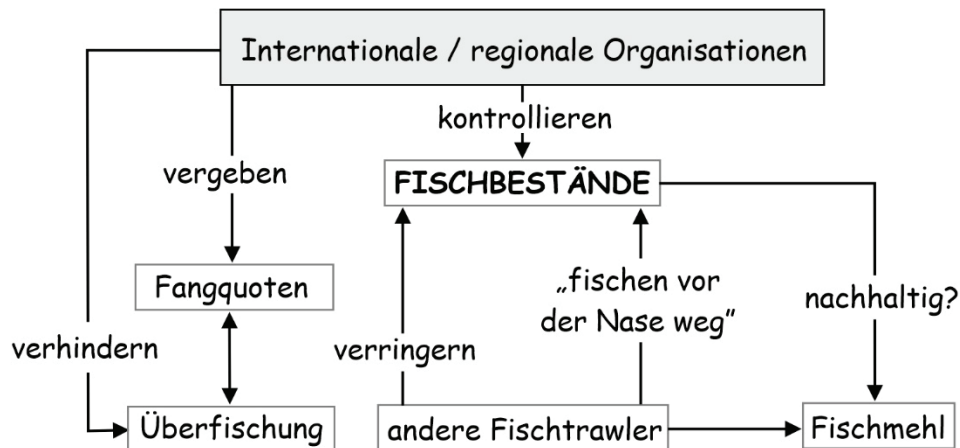 Internationale / regionale Organisationen
kontrollieren
vergeben
FISCHBESTÄNDE
Fangquoten
„fischen vor
der Nase weg”
nachhaltig?
verhindern
verringern
Überfischung
andere Fischtrawler
Fischmehl